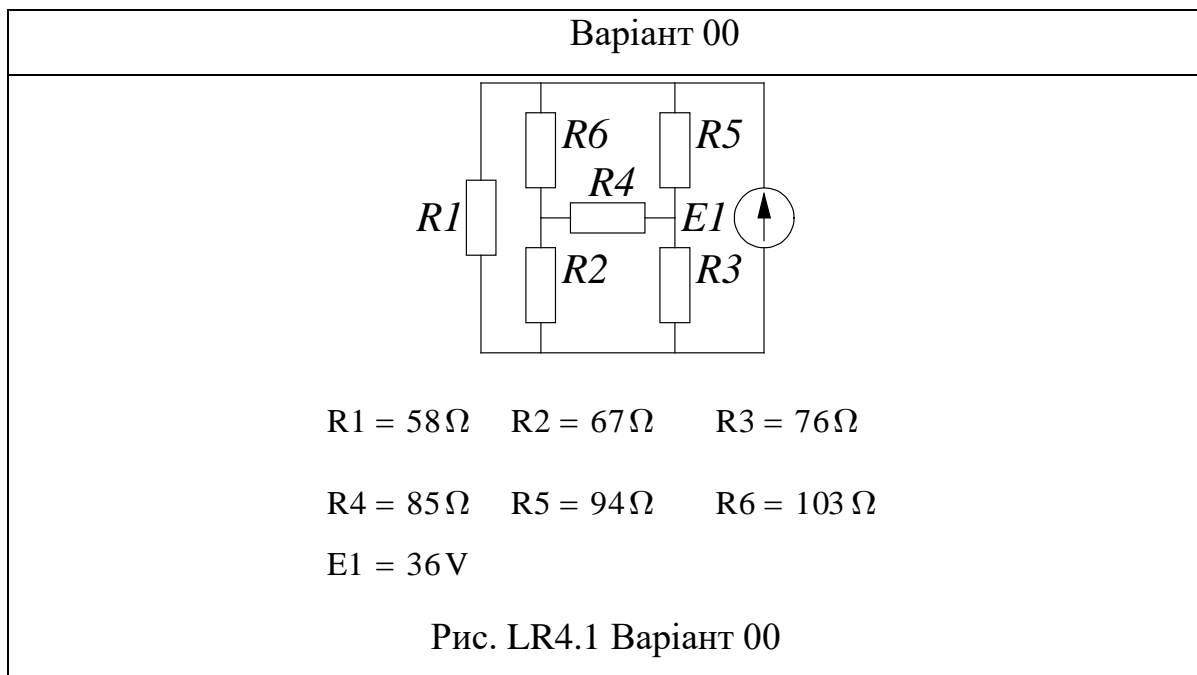 Варіант 00
R6 R5
R4
R1 E1
R2 R3
R1 = 58 Ω R2 = 67 Ω R3 = 76 Ω
R4 = 85 Ω R5 = 94 Ω R6 = 103 Ω
E1 = 36 V
Рис. LR4.1 Варіант 00